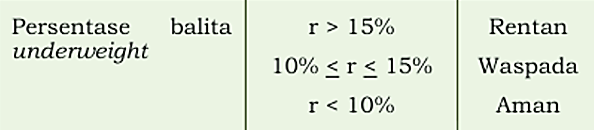 Persentase balita r > 15% Rentan
underweight
10% ≤ r ≤ 15% Waspada
r < 10% Aman